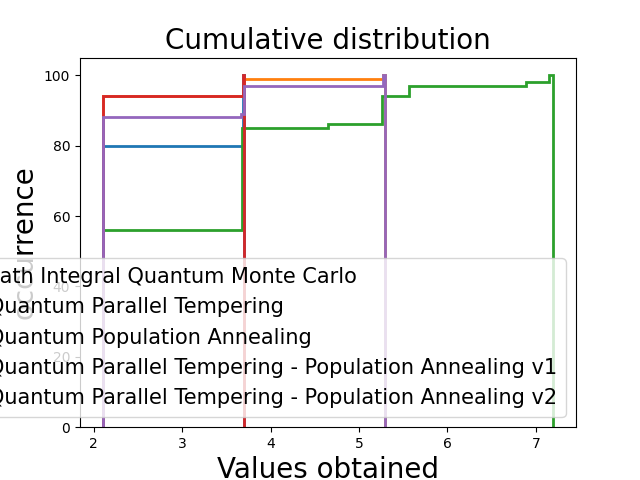 Cumulative distribution
100
80
60
40
20
0
occurrence
ath Integral Quantum Monte Carlo
Quantum Parallel Tempering
Quantum Population Annealing
Quantum Parallel Tempering - Population Annealing v1
Quantum Parallel Tempering - Population Annealing v2
2 3 4 5 6 7
Values obtained